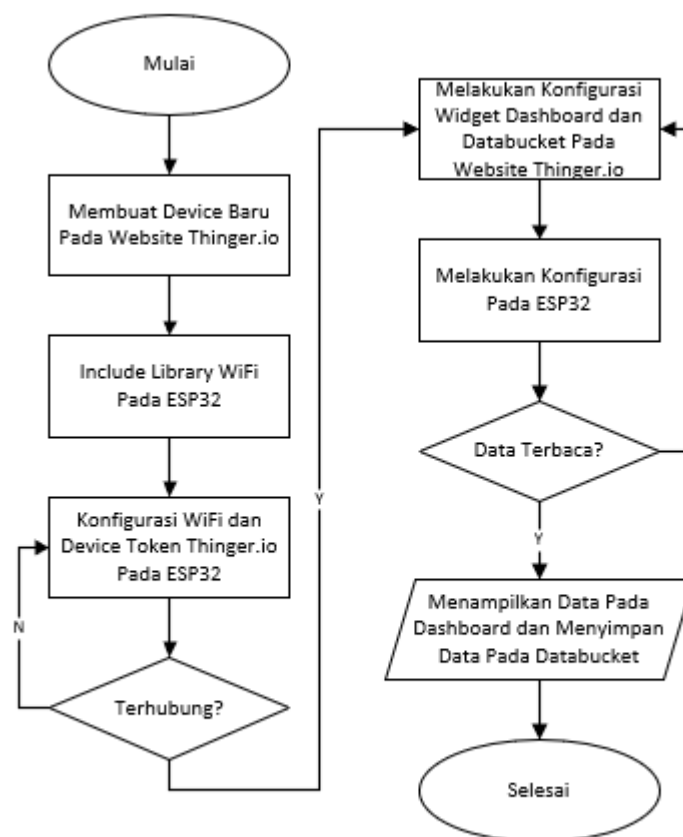 Mulai
Membuat Device Baru
Pada Website Thinger.io
Include Library WiFi
Pada ESP32
Konfigurasi WiFi dan
Device Token Thinger.io
Pada ESP32
N
Terhubung?
Y
Melakukan Konfigurasi
Widget Dashboard dan
Databucket Pada
Website Thinger.io
Melakukan Konfigurasi
Pada ESP32
Data Terbaca?
Y
Menampilkan Data Pada
Dashboard dan Menyimpan
Data Pada Databucket
Selesai